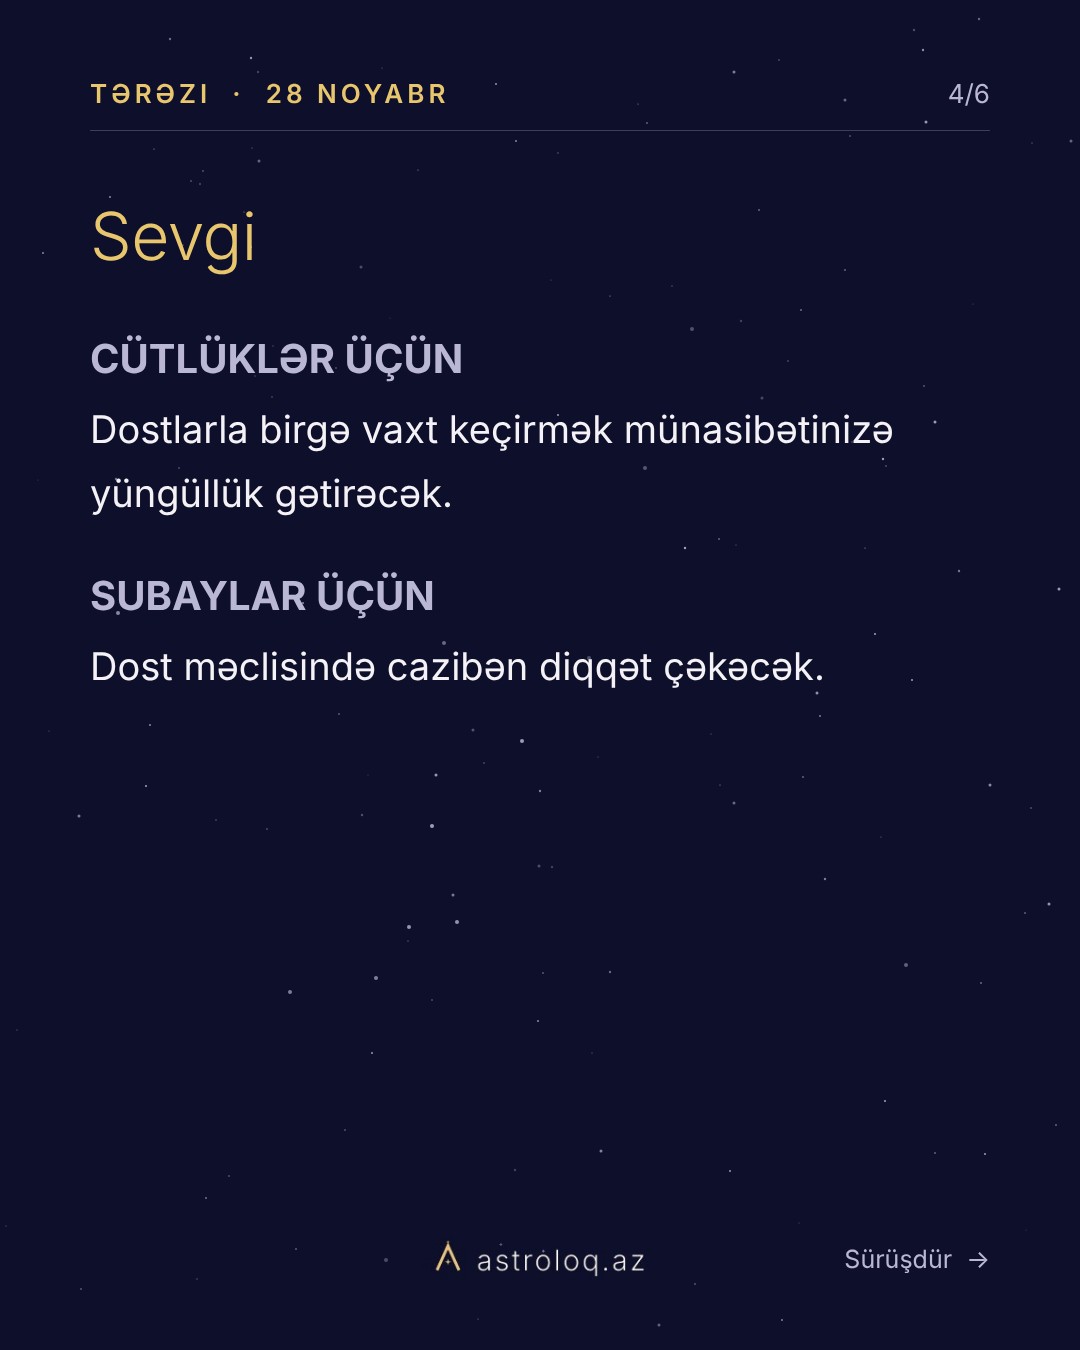 TƏRƏZI · 28 NOYABR
4/6
Sevgi
CÜTLÜKLƏR ÜÇÜN
Dostlarla birgə vaxt keçirmək münasibətinizə
yüngüllük gətirəcək.
SUBAYLAR ÜÇÜN
Dost məclisində cazibən diqqət çəkəcək.
astroloq.az
Sürüşdür →